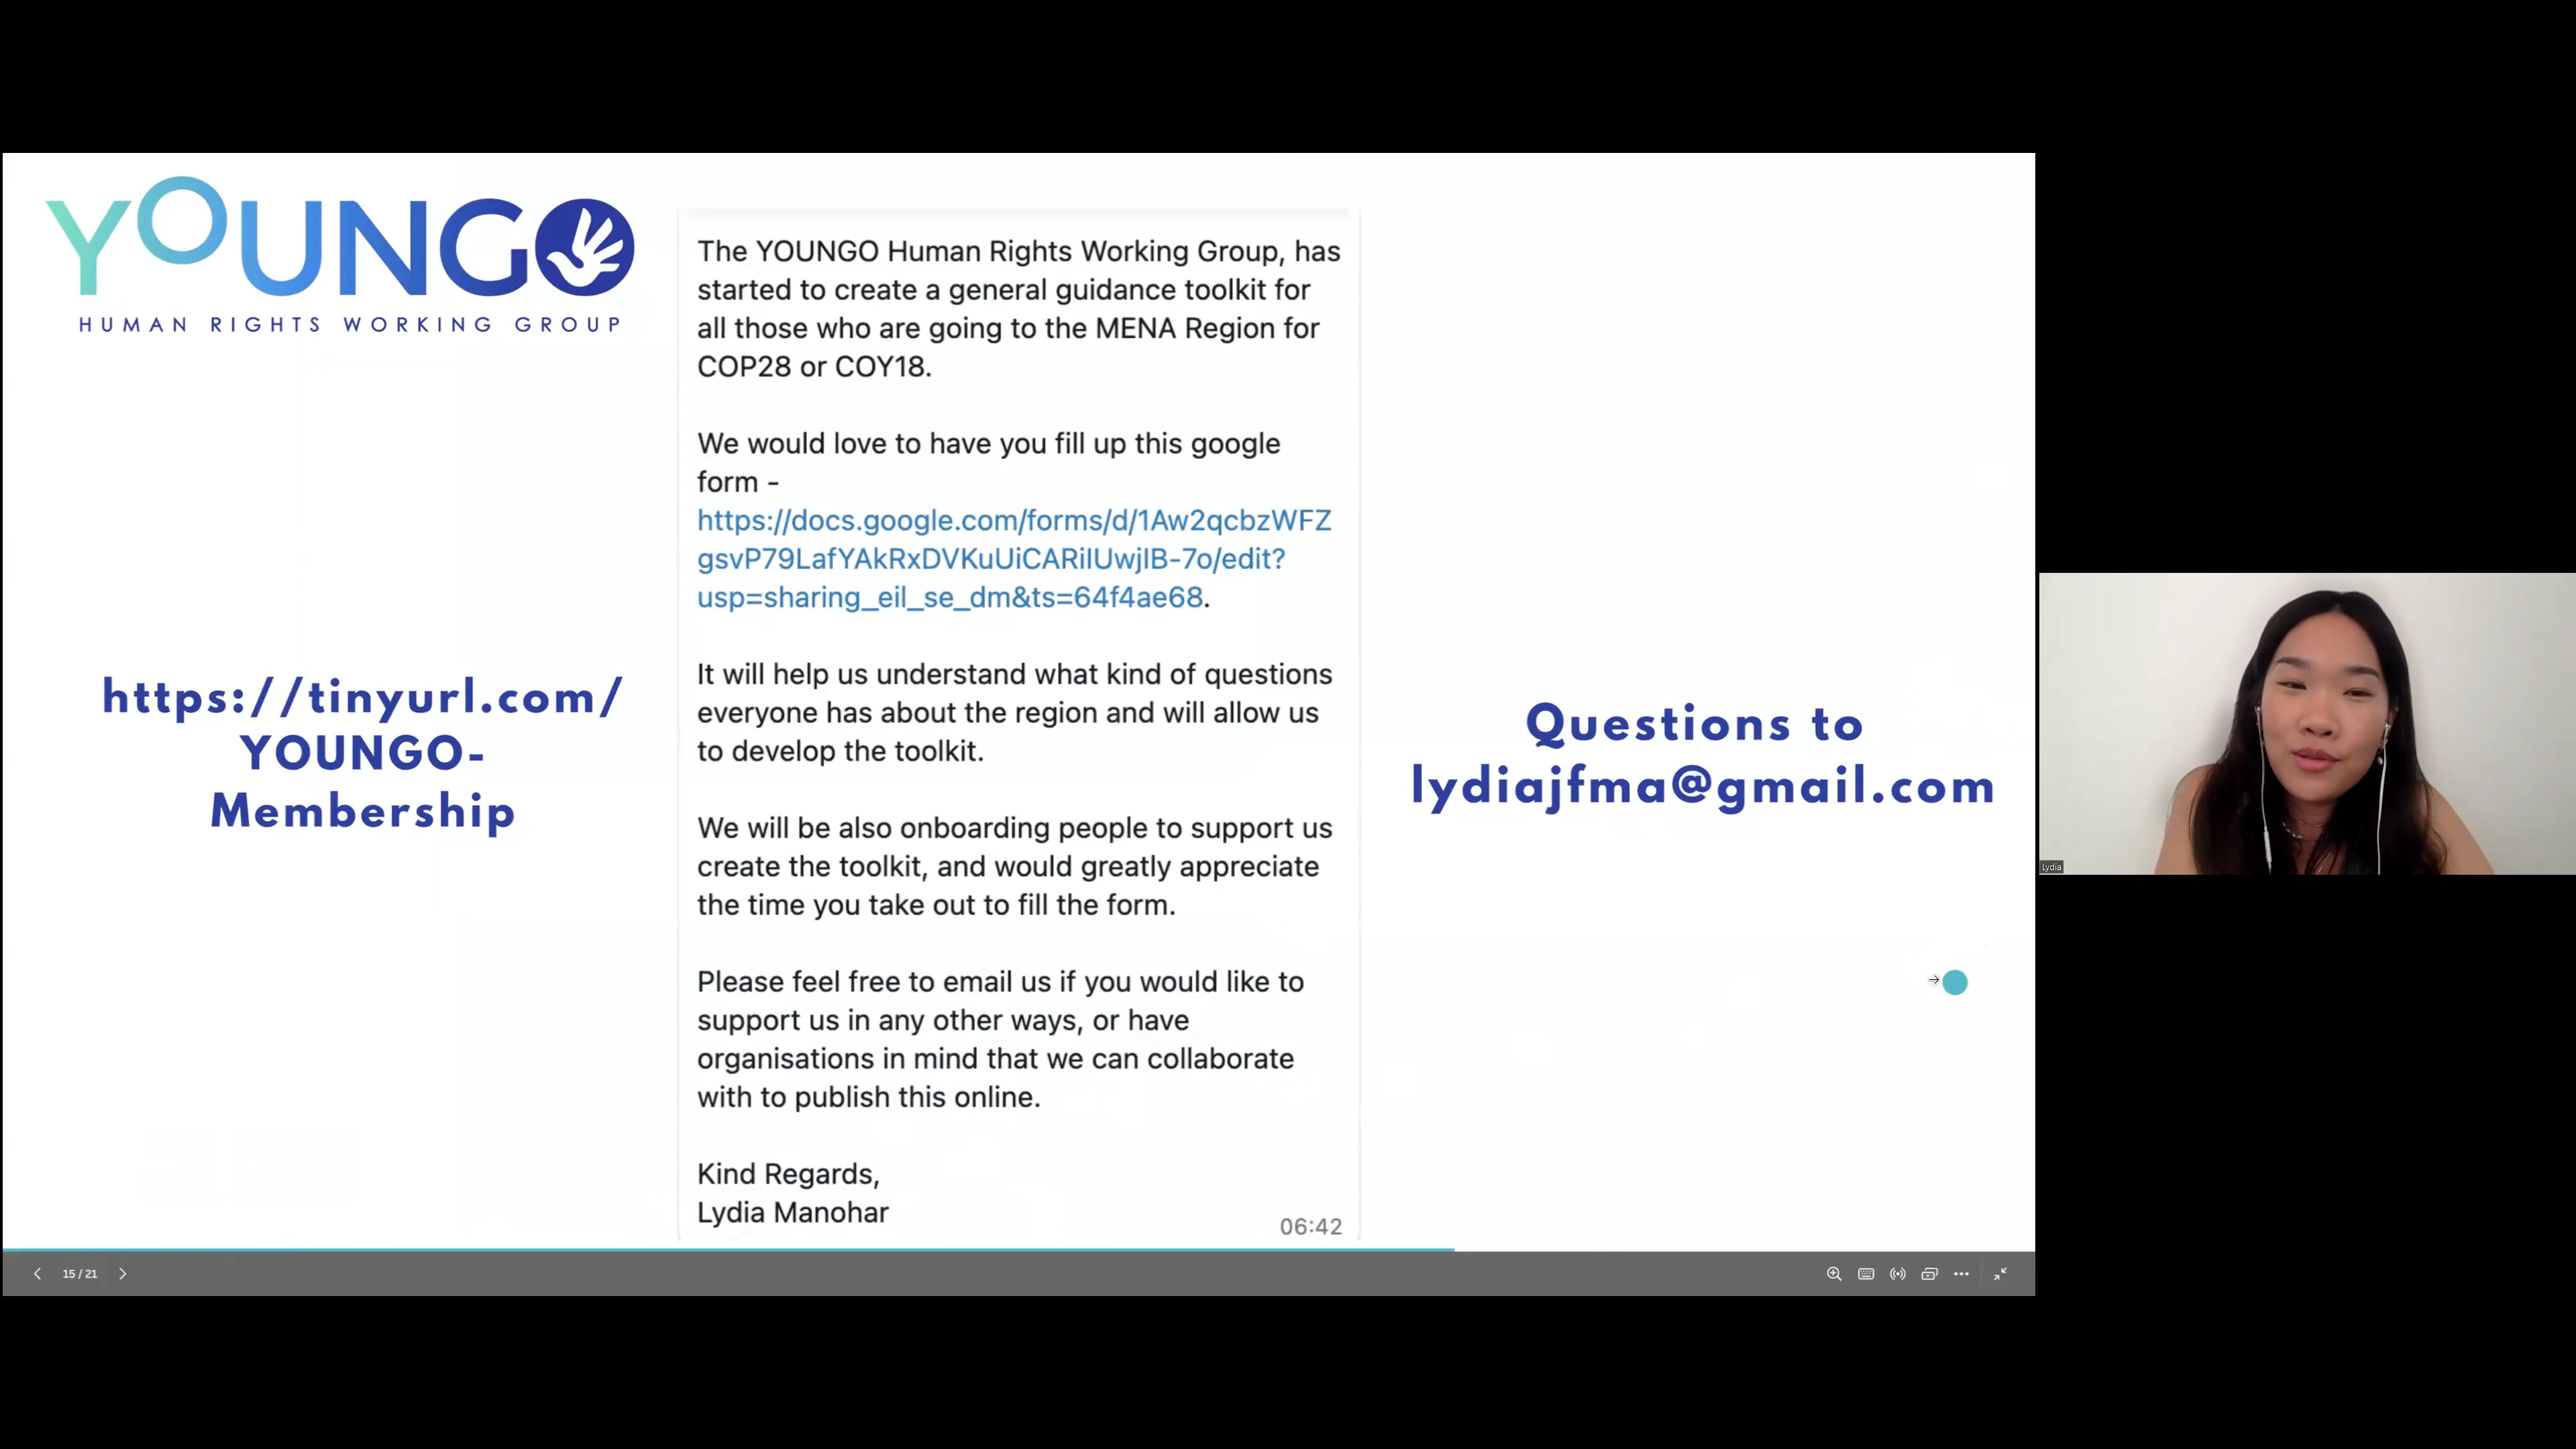 YOUNGO
HUMAN RIGHTS WORKING GROUP
https://tinyurl.com/
YOUNGO-
Membership
The YOUNGO Human Rights Working Group, has
started to create a general guidance toolkit for
all those who are going to the MENA Region for
COP28 or COY18.
We would love to have you fill up this google
form -
https://docs.google.com/forms/d/1Aw2qcbzWFZ
gsvP79LafYAkRxDVKuUiCARiIUwjIB-7o/edit?
usp=sharing_eil_se_dm&ts=64f4ae68.
It will help us understand what kind of questions
everyone has about the region and will allow us
to develop the toolkit.
We will be also onboarding people to support us
create the toolkit, and would greatly appreciate
the time you take out to fill the form.
Please feel free to email us if you would like to
support us in any other ways, or have
organisations in mind that we can collaborate
with to publish this online.
Kind Regards,
Lydia Manohar
06:42
Questions to
lydiajfma@gmail.com
Lydia
15 / 21